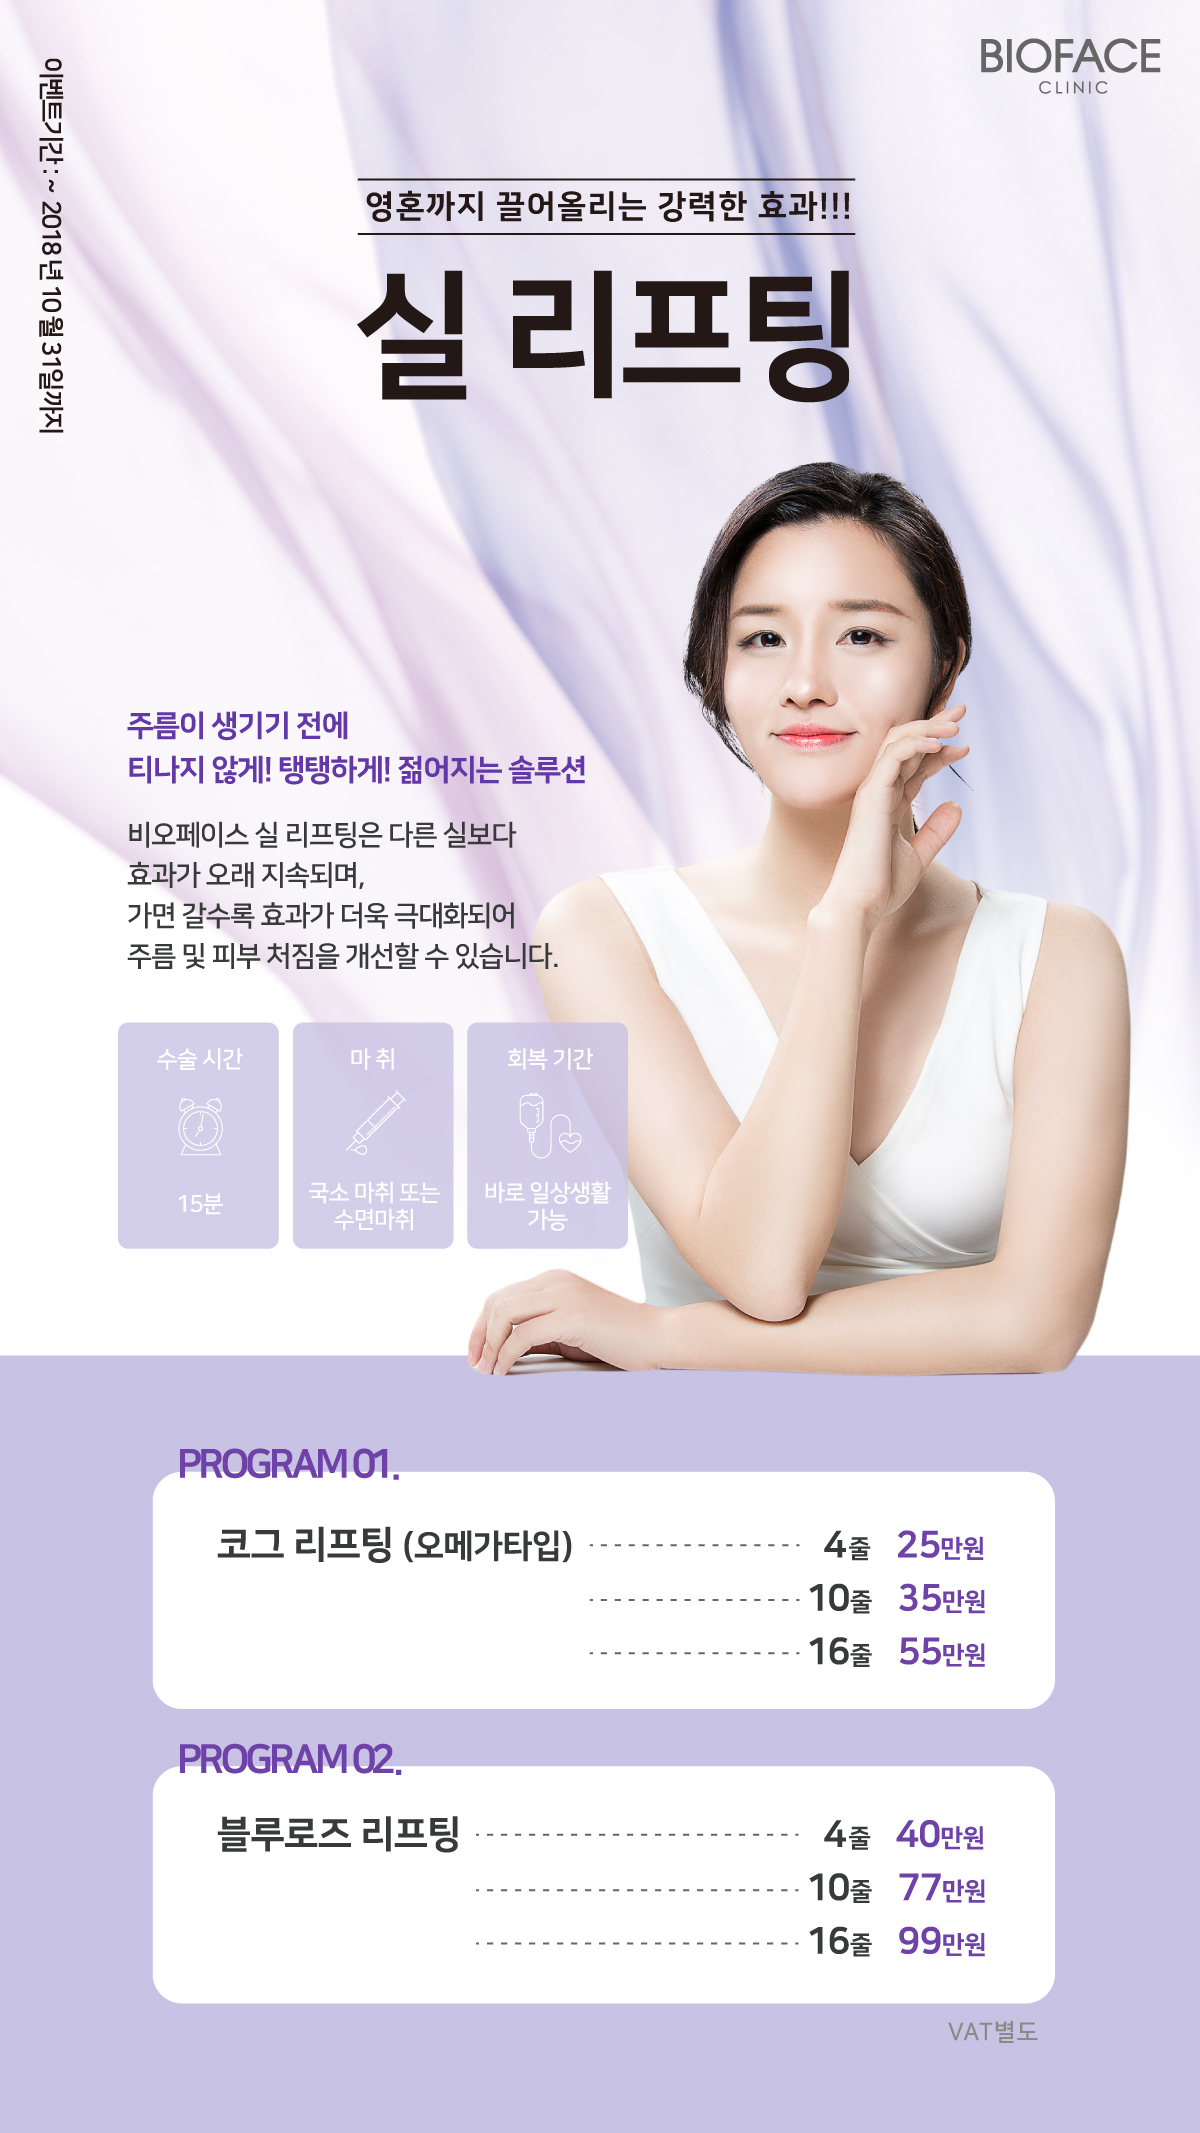 BIOFACE
CLINIC
이벤트기간 : ~ 2018년 10월 31일까지
영혼까지 끌어올리는 강력한 효과!!!
실 리프팅
주름이 생기기 전에
티나지 않게! 탱탱하게! 젊어지는 솔루션
비오페이스 실 리프팅은 다른 실보다
효과가 오래 지속되며,
가면 갈수록 효과가 더욱 극대화되어
주름 및 피부 처짐을 개선할 수 있습니다.
수술 시간
15분
마 취
국소 마취 또는
수면마취
회복 기간
바로 일상생활
가능
PROGRAM 01.
코그 리프팅 (오메가타입) 4줄 25만원
10줄 35만원
16줄 55만원
PROGRAM 02.
블루로즈 리프팅 4줄 40만원
10줄 77만원
16줄 99만원
VAT별도